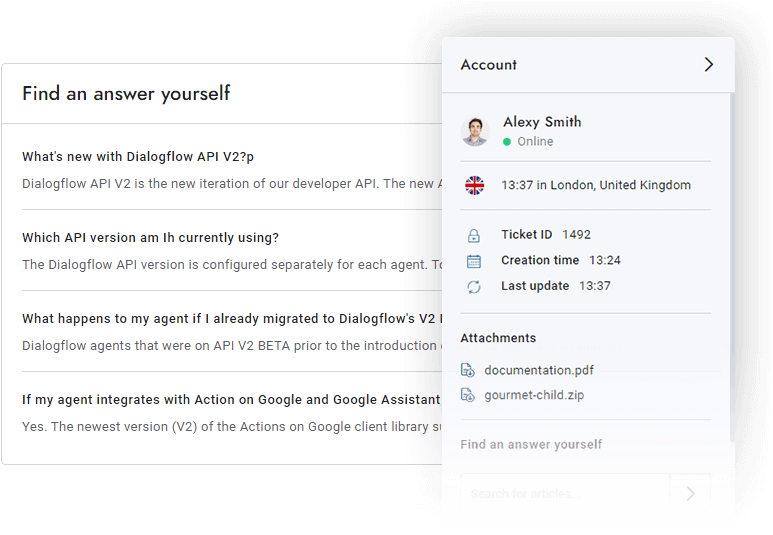 Find an answer yourself
What's new with Dialogflow API V2?p
Dialogflow API V2 is the new iteration of our developer API. The new
Which API version am Ih currently using?
The Dialogflow API version is configured separately for each agent.
What happens to my agent if I already migrated to Dialogflow's V2
Dialogflow agents that were on API V2 BETA prior to the introduction
If my agent integrates with Action on Google and Google Assistant
Yes. The newest version (V2) of the Actions on Google client library
Account
Alexy Smith
Online
13:37 in London, United Kingdom
Ticket ID 1492
Creation time 13:24
Last update 13:37
Attachments
documentation.pdf
gourmet-child.zip
Find an answer yourself
Search for articles...